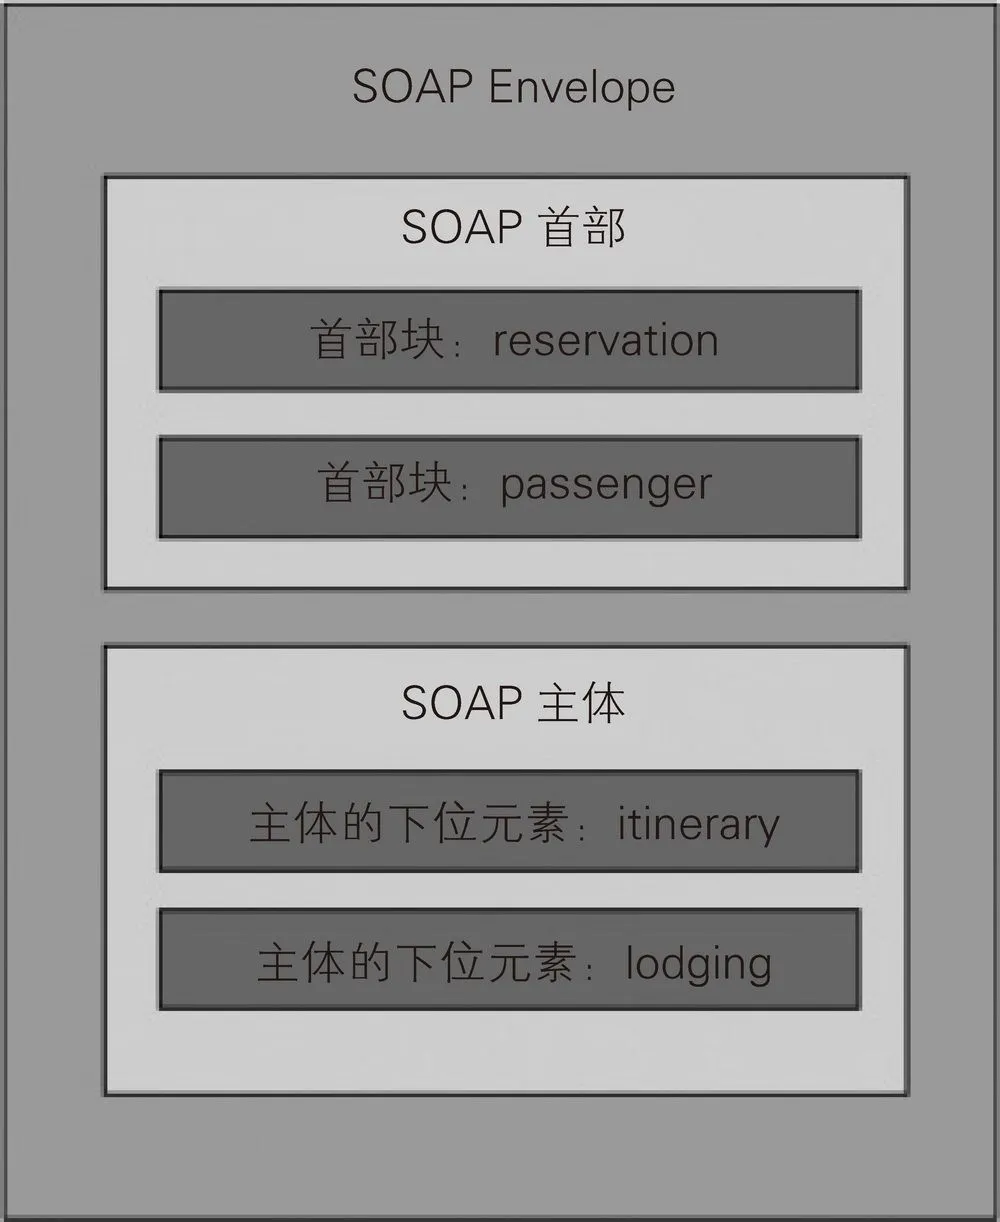 SOAP Envelope
SOAP 首部
首部块：reservation
首部块：passenger
SOAP 主体
主体的下位元素：itinerary
主体的下位元素：lodging